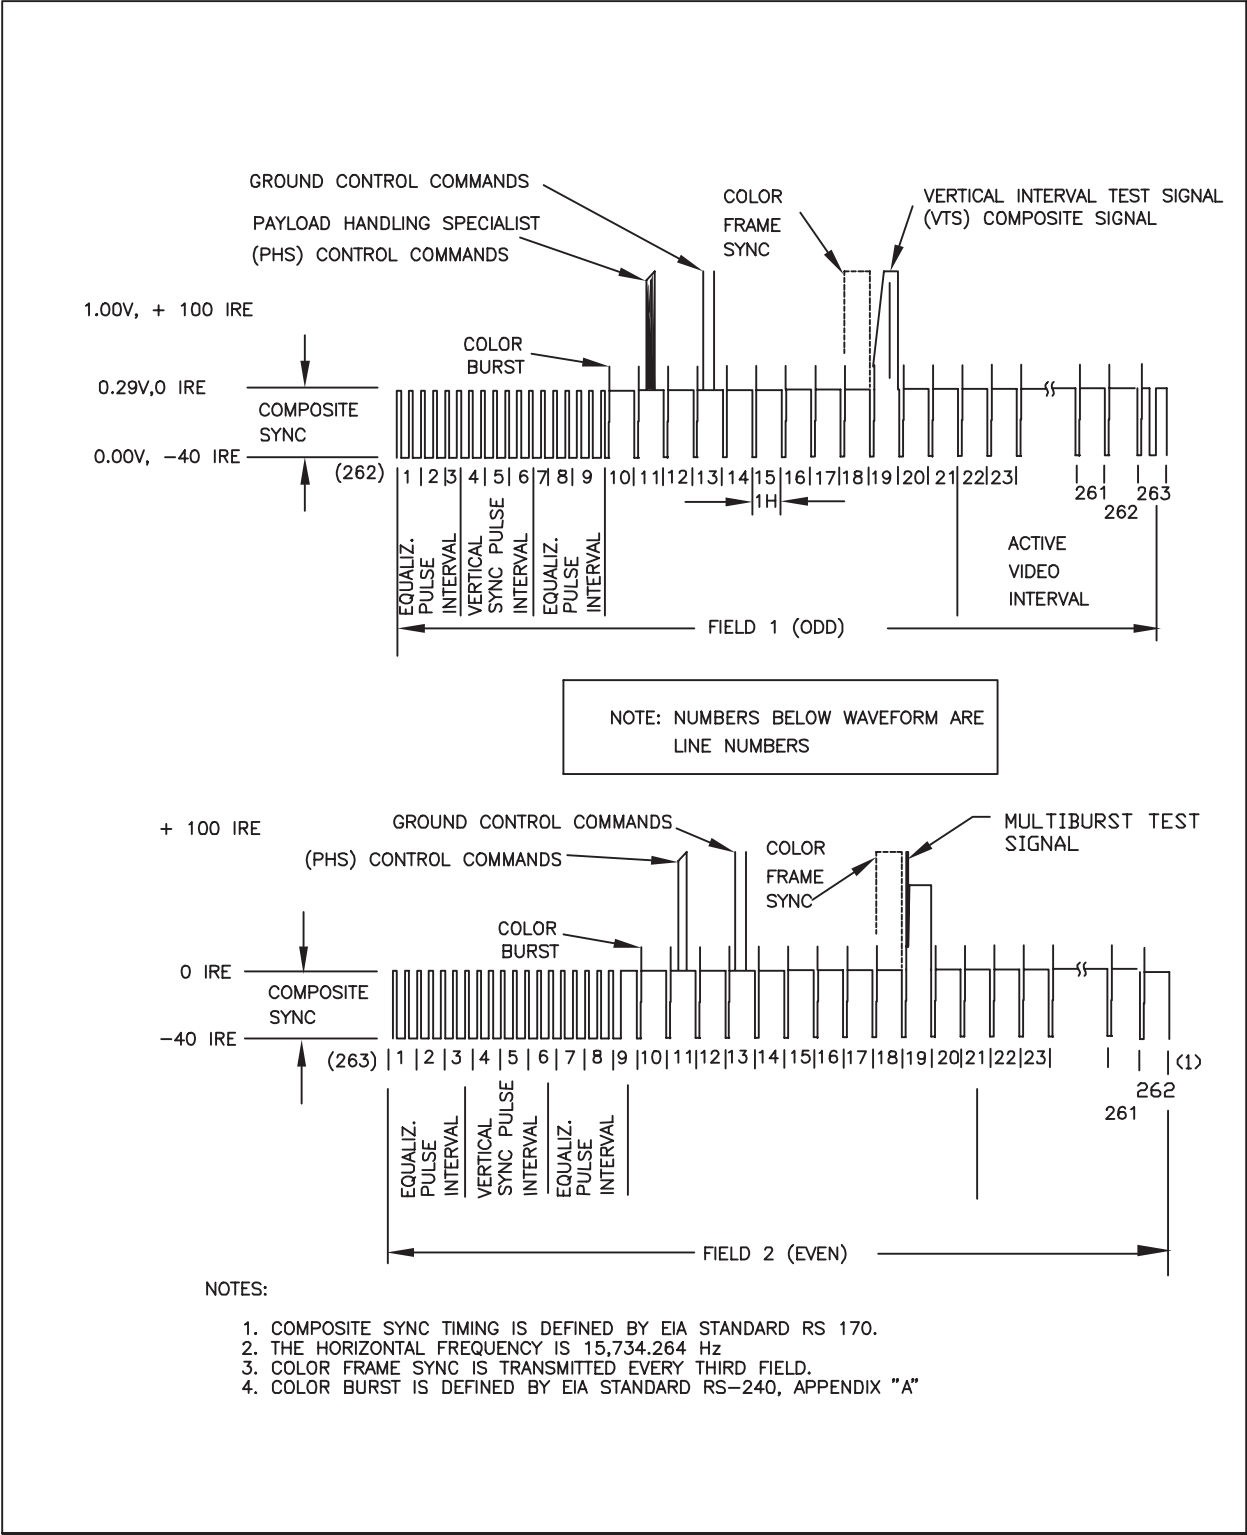 GROUND CONTROL COMMANDS
PAYLOAD HANDLING SPECIALIST
(PHS) CONTROL COMMANDS
COLOR
FRAME
SYNC
VERTICAL INTERVAL TEST SIGNAL
(VTS) COMPOSITE SIGNAL
1.00V, + 100 IRE
COLOR
BURST
0.29V,0 IRE
COMPOSITE
SYNC
0.00V, -40 IRE
(262) 1 2 3 4 5 6 7 8 9 10 11 12 13 14 15 16 17 18 19 20 21 22 23
261 262 263
1H
EQUALIZ.
PULSE
INTERVAL
VERTICAL
SYNC PULSE
INTERVAL
EQUALIZ.
PULSE
INTERVAL
ACTIVE
VIDEO
INTERVAL
FIELD 1 (ODD)
NOTE: NUMBERS BELOW WAVEFORM ARE
LINE NUMBERS
+ 100 IRE
GROUND CONTROL COMMANDS
(PHS) CONTROL COMMANDS
COLOR
FRAME
SYNC
MULTIBURST TEST
SIGNAL
COLOR
BURST
0 IRE
COMPOSITE
SYNC
-40 IRE
(263) 1 2 3 4 5 6 7 8 9 10 11 12 13 14 15 16 17 18 19 20 21 22 23
(1)
262
261
EQUALIZ.
PULSE
INTERVAL
VERTICAL
SYNC PULSE
INTERVAL
EQUALIZ.
PULSE
INTERVAL
FIELD 2 (EVEN)
NOTES:
1. COMPOSITE SYNC TIMING IS DEFINED BY EIA STANDARD RS 170.
2. THE HORIZONTAL FREQUENCY IS 15,734.264 Hz
3. COLOR FRAME SYNC IS TRANSMITTED EVERY THIRD FIELD.
4. COLOR BURST IS DEFINED BY EIA STANDARD RS-240, APPENDIX "A"